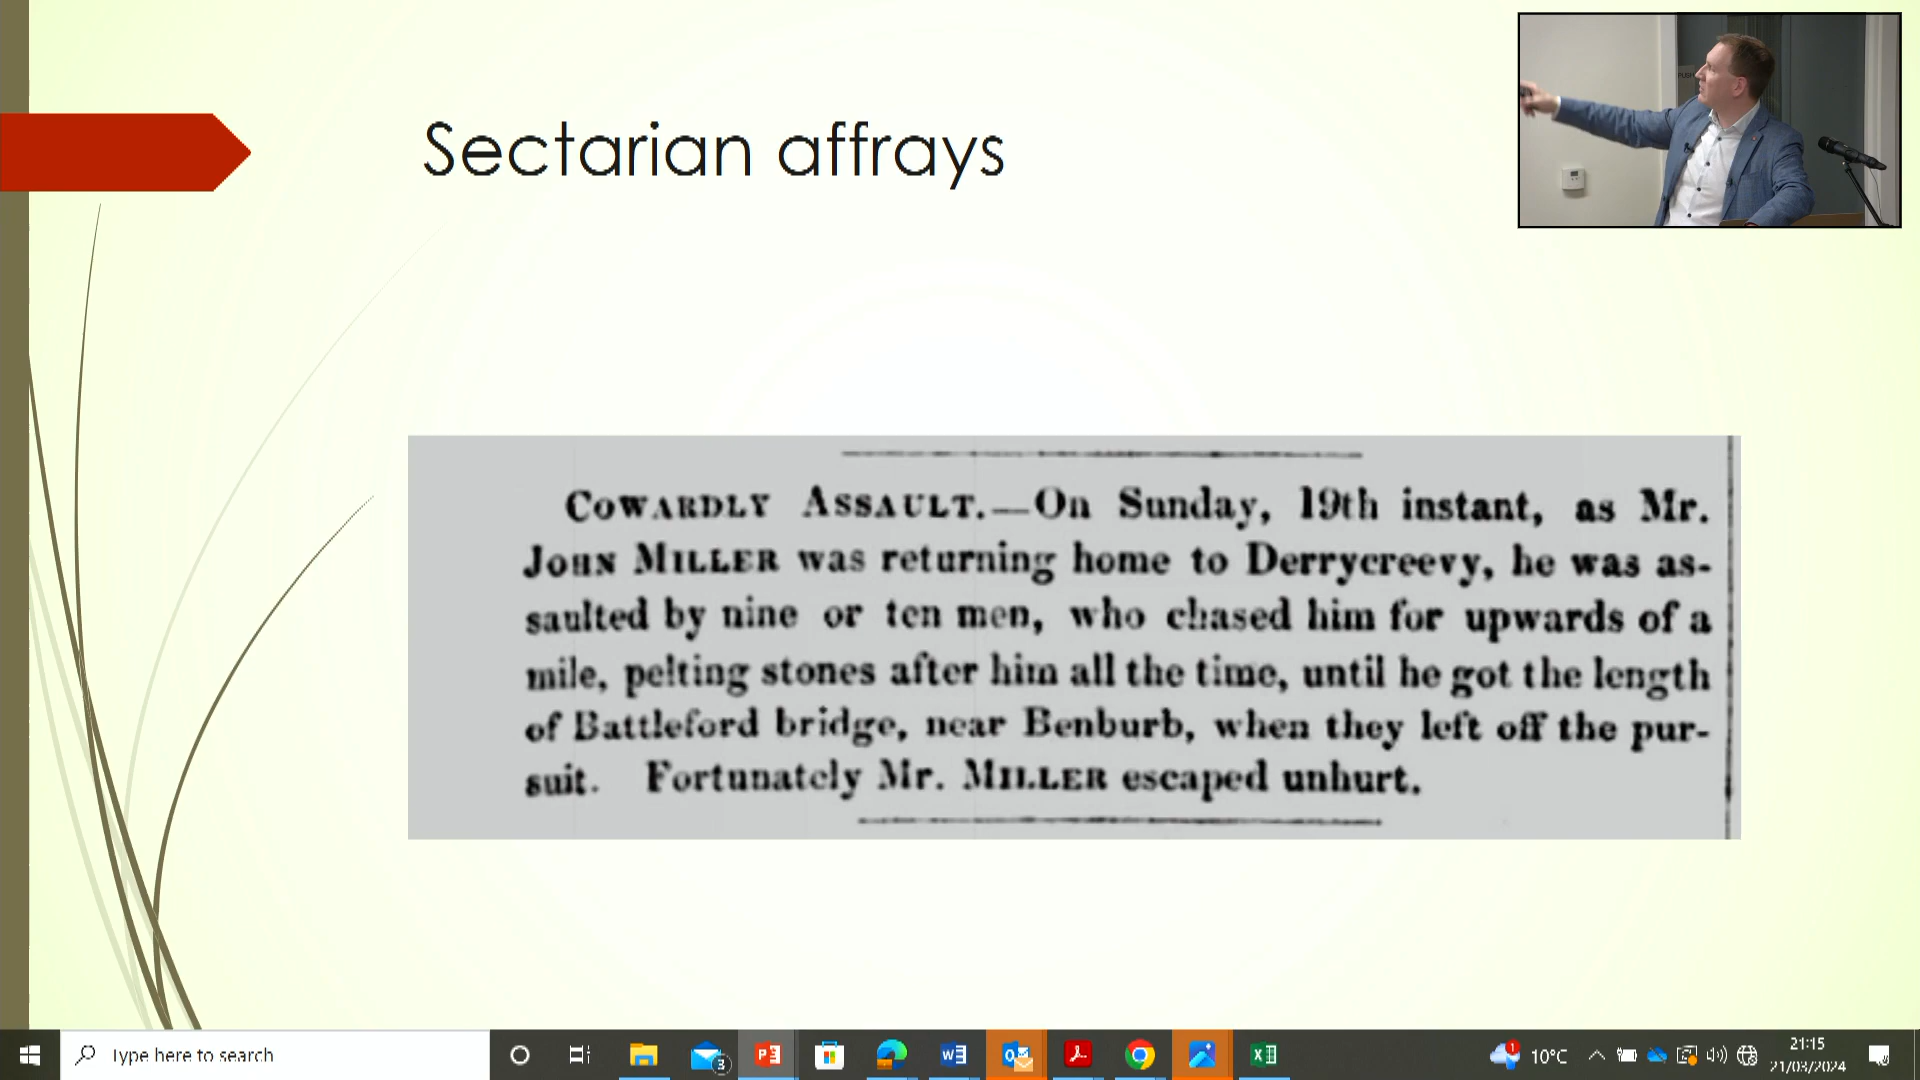 Sectarian affrays
PUSH
COWARDLY ASSAULT.—On Sunday, 19th instant, as Mr.
JOHN MILLER was returning home to Derrycreevy, he was as-
saulted by nine or ten men, who chased him for upwards of a
mile, pelting stones after him all the time, until he got the length
of Battleford bridge, near Benburb, when they left off the pur-
suit. Fortunately Mr. MILLER escaped unhurt.
Type here to search
3
1
10°C
21:15
21/03/2024